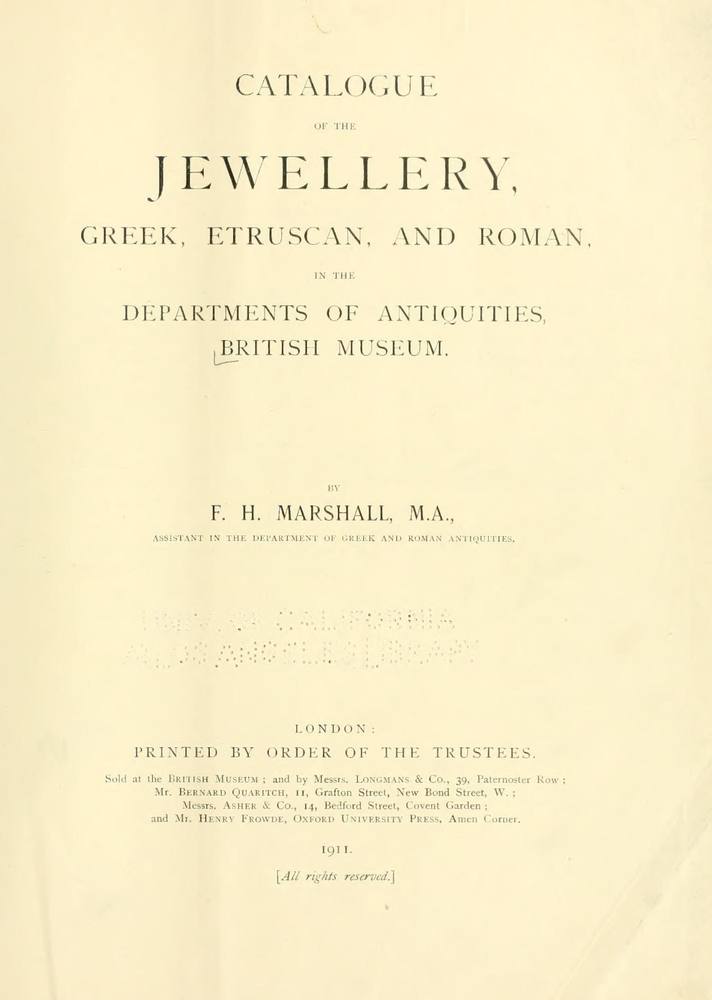 CATALOGUE
OF THE
JEWELLERY,
GREEK, ETRUSCAN, AND ROMAN,
IN THE
DEPARTMENTS OF ANTIQUITIES,
BRITISH MUSEUM.
BY
F. H. MARSHALL, M.A.,
ASSISTANT IN THE DEPARTMENT OF GREEK AND ROMAN ANTIQUITIES.
CALIFORNIA
ANGELES LIBRARY
LONDON:
PRINTED BY ORDER OF THE TRUSTEES.
Sold at the BRITISH MUSEUM; and by Messrs. LONGMANS & Co., 39, Paternoster Row;
Mr. BERNARD QUARITCH, 11, Grafton Street, New Bond Street, W.;
Messrs. ASHER & Co., 14, Bedford Street, Covent Garden;
and Mr. HENRY FROWDE, OXFORD UNIVERSITY PRESS, Amen Corner.
1911.
[All rights reserved.]